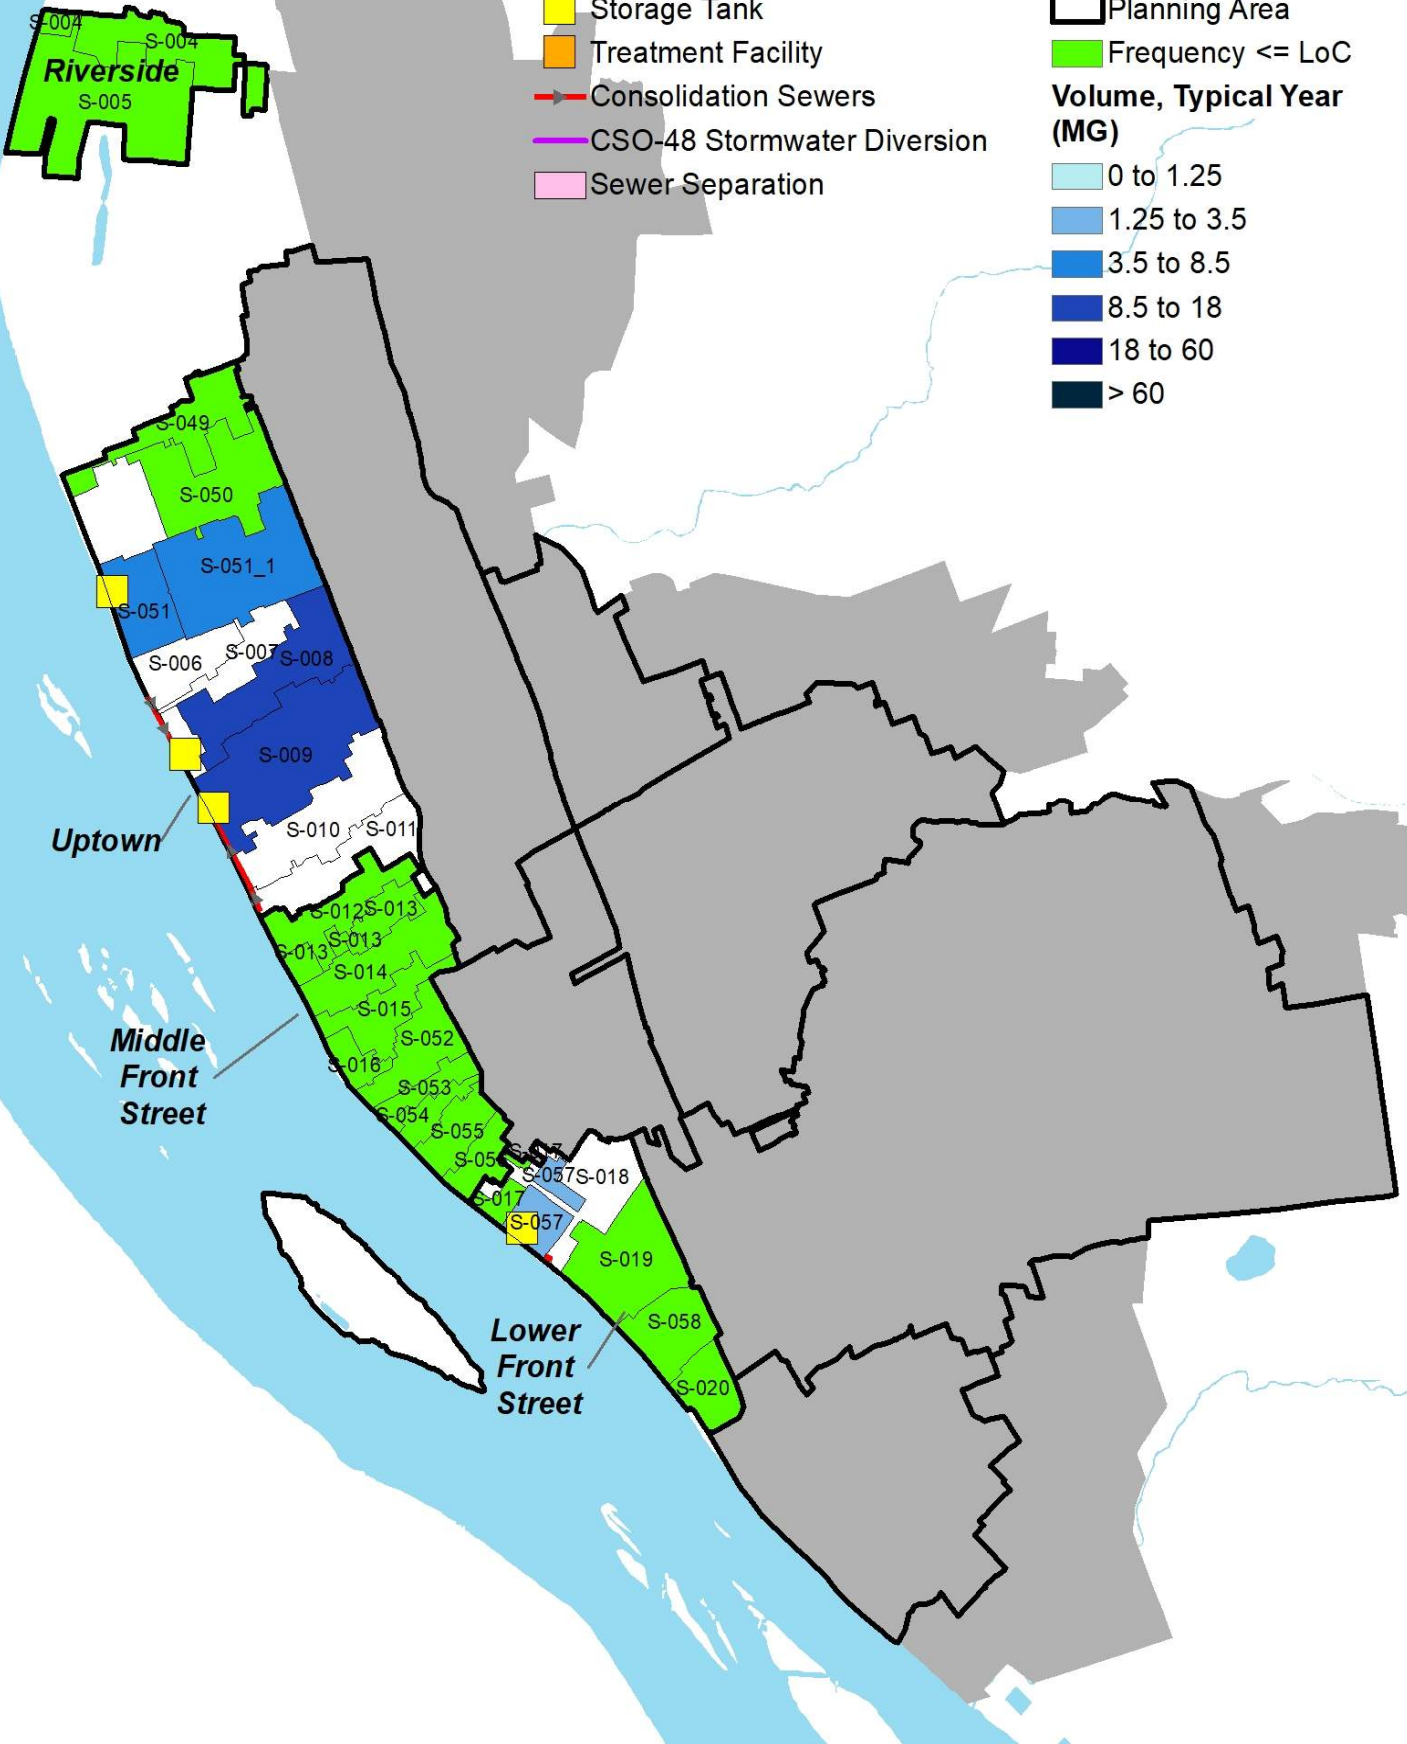 Storage Tank
Treatment Facility
Consolidation Sewers
CSO-48 Stormwater Diversion
Sewer Separation
Planning Area
Frequency <= LoC
Volume, Typical Year
(MG)
0 to 1.25
1.25 to 3.5
3.5 to 8.5
8.5 to 18
18 to 60
> 60
S-004
S-004
Riverside
S-005
S-049
S-050
S-051_1
S-051
S-006
S-007
S-008
S-009
Uptown
S-010
S-011
S-012
S-013
S-013
S-013
S-014
S-015
S-052
S-016
S-053
S-054
S-055
Middle
Front
Street
S-057
S-018
S-017
S-057
S-019
S-058
S-020
Lower
Front
Street